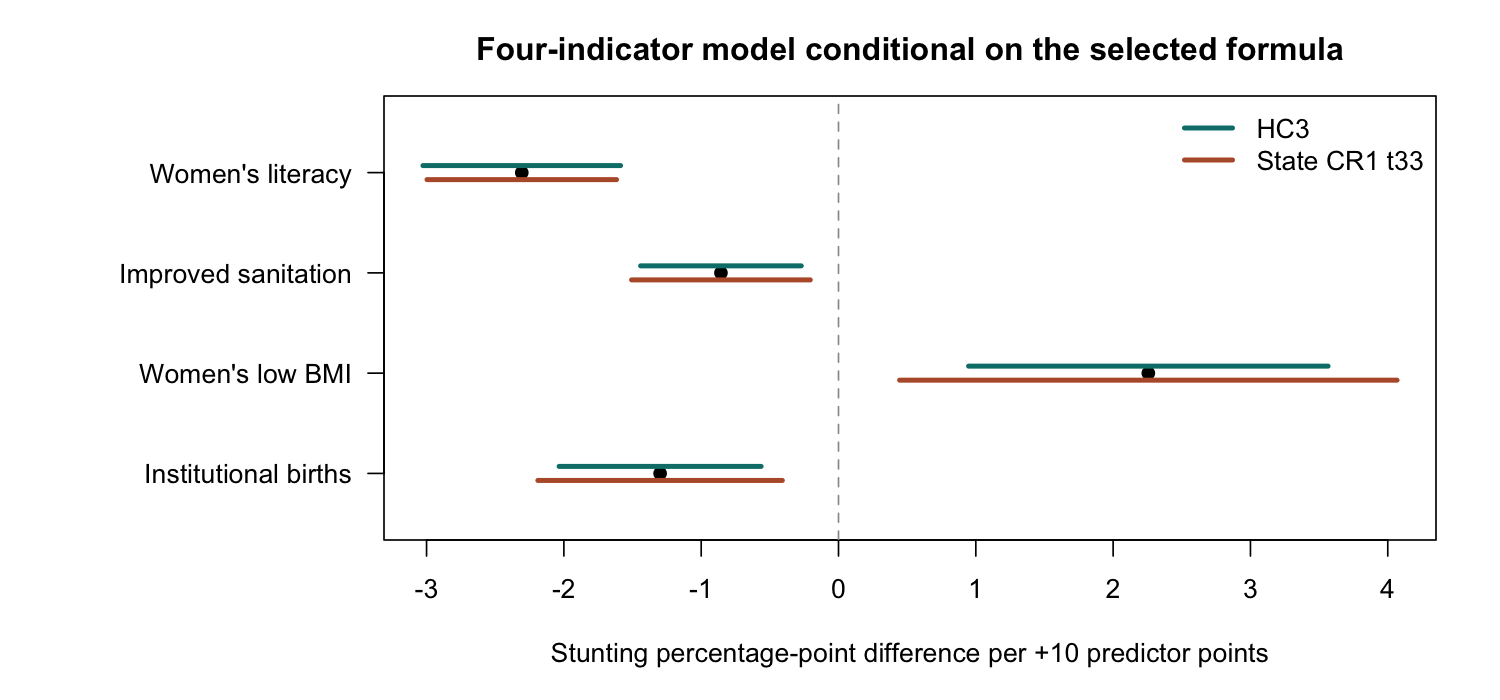 Four-indicator model conditional on the selected formula
HC3
State CR1 t33
Women's literacy
Improved sanitation
Women's low BMI
Institutional births
-3 -2 -1 0 1 2 3 4
Stunting percentage-point difference per +10 predictor points